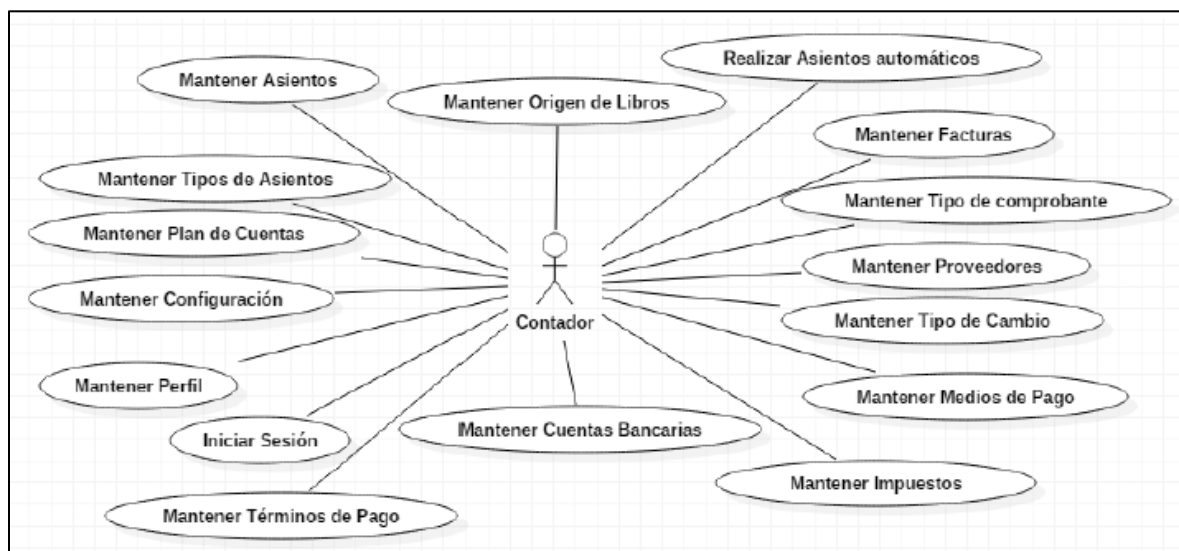 Realizar Asientos automáticos
Mantener Asientos
Mantener Origen de Libros
Mantener Facturas
Mantener Tipos de Asientos
Mantener Tipo de comprobante
Mantener Plan de Cuentas
Mantener Proveedores
Mantener Configuración
Contador
Mantener Tipo de Cambio
Mantener Perfil
Mantener Medios de Pago
Iniciar Sesión
Mantener Cuentas Bancarias
Mantener Impuestos
Mantener Términos de Pago